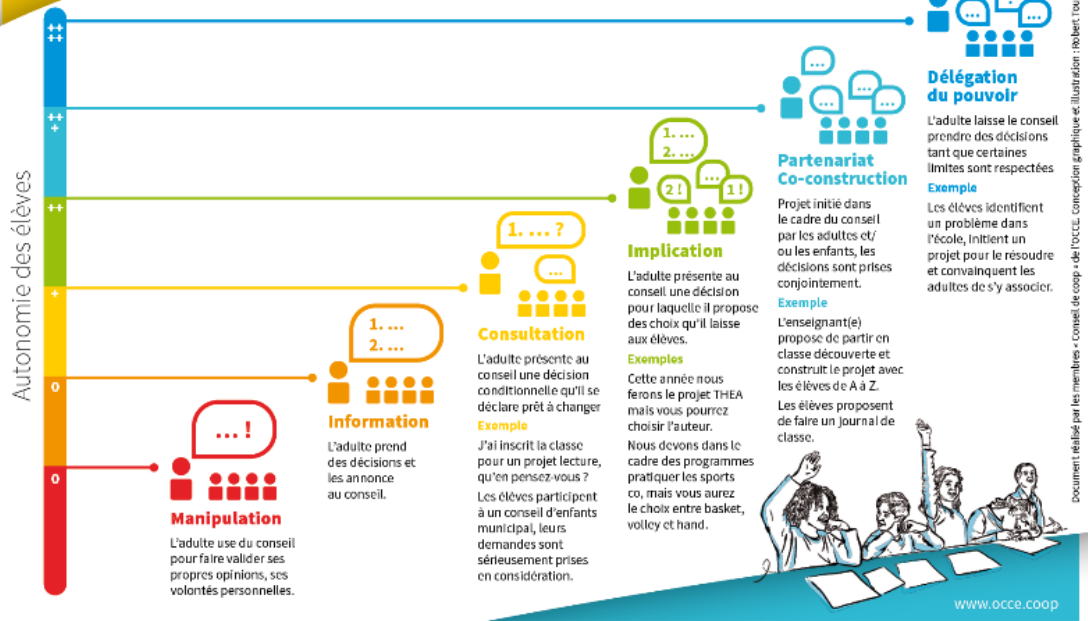 Autonomie des élèves
++
++
++
+
++
+
0
0
... !
Manipulation
L'adulte use du conseil
pour faire valider ses
propres opinions, ses
volontés personnelles.
1. ...
2. ...
Information
L'adulte prend
des décisions et
les annonce
au conseil.
1. ... ?
...
Consultation
L'adulte présente au
conseil une décision
conditionnelle qu'il se
déclare prêt à changer
Exemple
J'ai inscrit la classe
pour un projet lecture,
qu'en pensez-vous ?
Les élèves participent
à un conseil d'enfants
municipal, leurs
demandes sont
sérieusement prises
en considération.
1. ...
2. ...
...
2 !
1 !
Implication
L'adulte présente au
conseil une décision
pour laquelle il propose
des choix qu'il laisse
aux élèves.
Exemples
Cette année nous
ferons le projet THEA
mais vous pourrez
choisir l'auteur.
Nous devons dans le
cadre des programmes
pratiquer les sports
co, mais vous aurez
le choix entre basket,
volley et hand.
...
...
...
...
Partenariat
Co-construction
Projet initié dans
le cadre du conseil
par les adultes et/
ou les enfants, les
décisions sont prises
conjointement.
Exemple
L'enseignant(e)
propose de partir en
classe découverte et
construit le projet avec
les élèves de A à Z.
Les élèves proposent
de faire un journal de
classe.
...
...
Délégation
du pouvoir
L'adulte laisse le conseil
prendre des décisions
tant que certaines
limites sont respectées
Exemple
Les élèves identifient
un problème dans
l'école, initient un
projet pour le résoudre
et convainquent les
adultes de s'y associer.
Document réalisé par les membres « Conseil de coop » de l'OCCE. Conception graphique et illustration : Robert
www.occe.coop